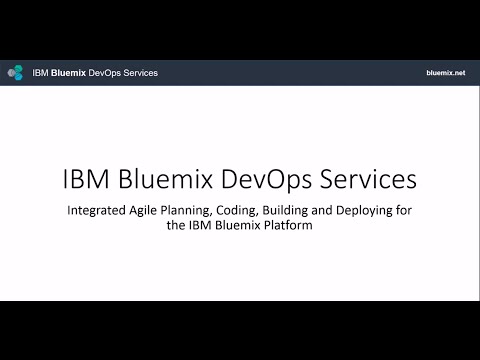 IBM Bluemix DevOps Services
bluemix.net
IBM Bluemix DevOps Services
Integrated Agile Planning, Coding, Building and Deploying for
the IBM Bluemix Platform